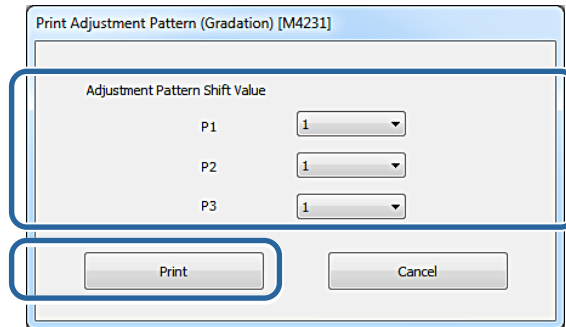 Print Adjustment Pattern (Gradation) [M4231]
Adjustment Pattern Shift Value
P1 1
P2 1
P3 1
Print Cancel